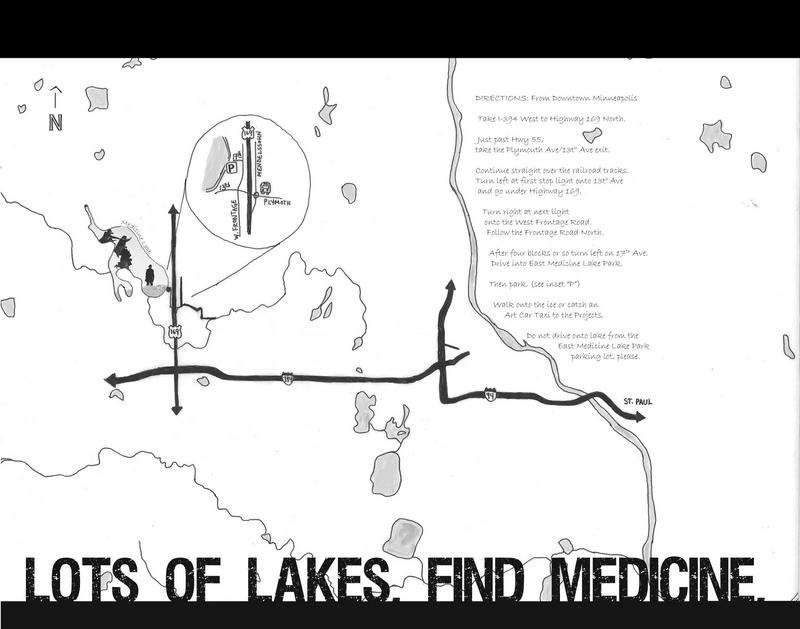 N
DIRECTIONS: From Downtown Minneapolis
Take I-394 West to Highway 169 North.
Just past Hwy 55,
take the Plymouth Ave/13th Ave exit.
Continue straight over the railroad tracks.
Turn left at first stop light onto 13th Ave
and go under Highway 169.
Turn right at next light
onto the West Frontage Road.
Follow the Frontage Road North.
After four blocks or so turn left on 17th Ave.
Drive into East Medicine Lake Park.
Then park. (see inset "P")
Walk onto the ice or catch an
Art Car Taxi to the Projects.
Do not drive onto lake from the
East Medicine Lake Park
parking lot, please.
169
MENDELSSOHN
17th
P
13th
PLYMOTH
W. FRONTAGE
Medicine Lake
169
394
94
ST. PAUL
LOTS OF LAKES. FIND MEDICINE.